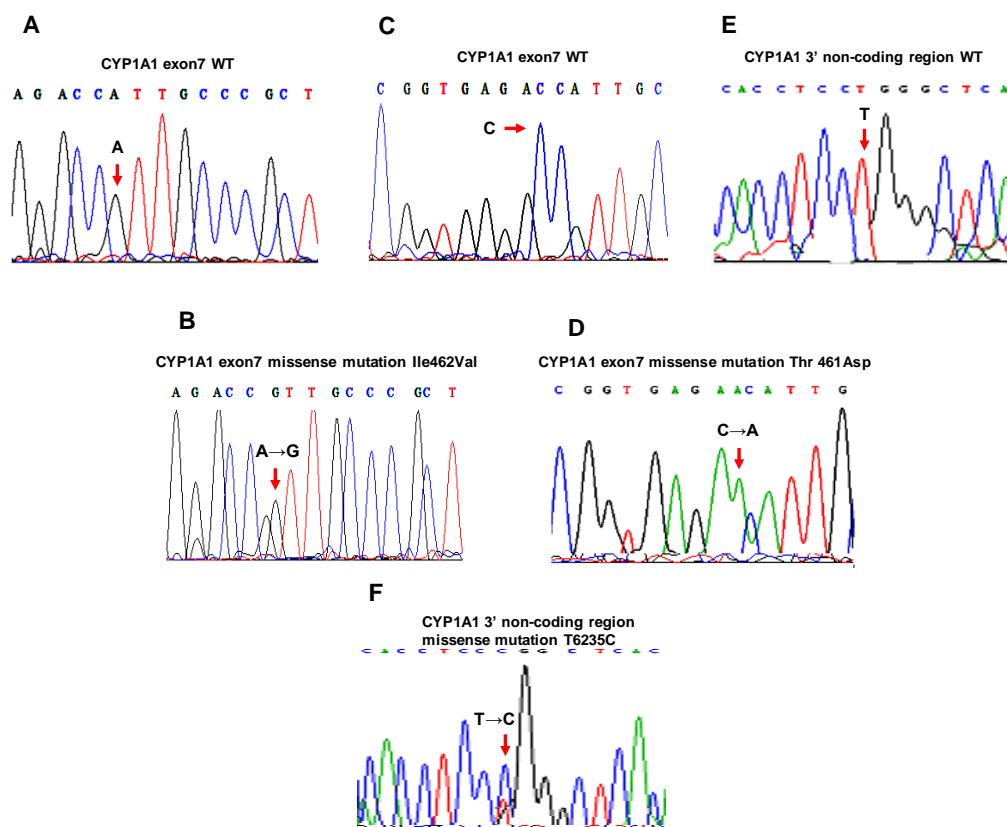 A
CYP1A1 exon7 WT
A G A C C A T T G C C C G C T
A
C
CYP1A1 exon7 WT
C G G T G A G A C C A T T G C
C
E
CYP1A1 3' non-coding region WT
C A C C T C C T G G G C T C A
T
B
CYP1A1 exon7 missense mutation Ile462Val
A G A C C G T T G C C C G C T
A→G
D
CYP1A1 exon7 missense mutation Thr 461Asp
C G G T G A G A A C A T T G
C→A
F
CYP1A1 3' non-coding region
missense mutation T6235C
C A C C T C C C G G C T C A C
T→C